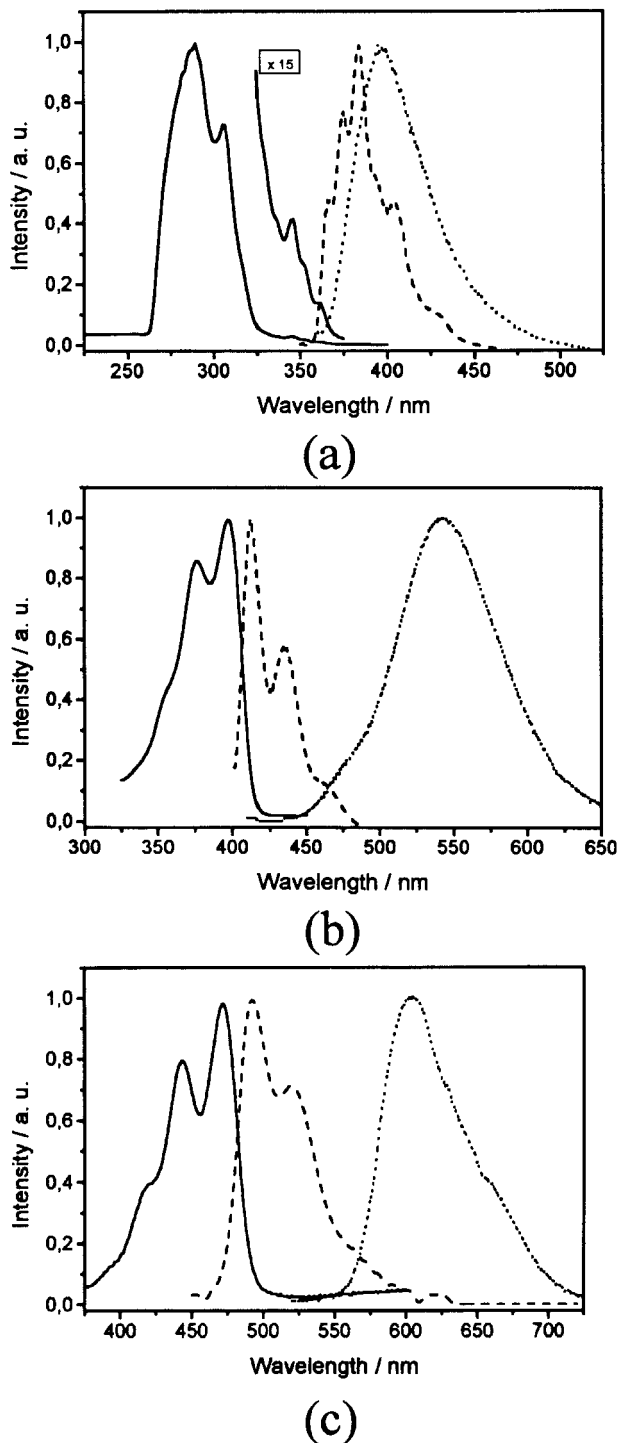 x 15
1,0
0,8
0,6
0,4
0,2
0,0
Intensity / a. u.
250 300 350 400 450 500
Wavelength / nm
(a)
1,0
0,8
0,6
0,4
0,2
0,0
Intensity / a. u.
300 350 400 450 500 550 600 650
Wavelength / nm
(b)
1,0
0,8
0,6
0,4
0,2
0,0
Intensity / a. u.
400 450 500 550 600 650 700
Wavelength / nm
(c)